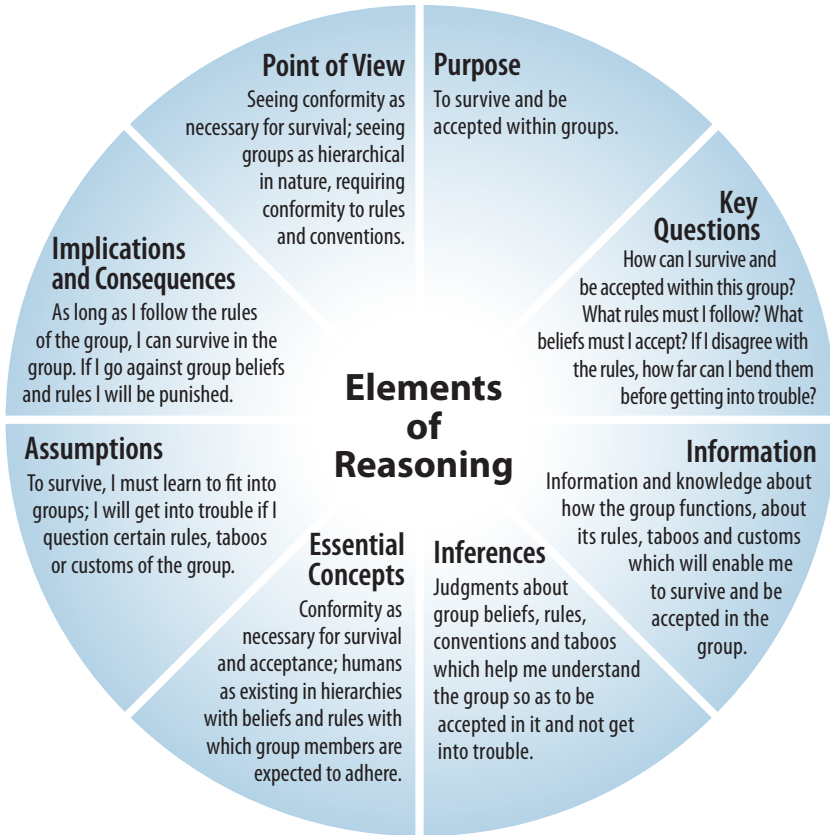 Point of View
Seeing conformity as
necessary for survival; seeing
groups as hierarchical
in nature, requiring
conformity to rules
and conventions.
Purpose
To survive and be
accepted within groups.
Key
Questions
How can I survive and
be accepted within this group?
What rules must I follow? What
beliefs must I accept? If I disagree with
the rules, how far can I bend them
before getting into trouble?
Information
Information and knowledge about
how the group functions, about
its rules, taboos and customs
which will enable me
to survive and be
accepted in the
group.
Inferences
Judgments about
group beliefs, rules,
conventions and taboos
which help me understand
the group so as to be
accepted in it and not get
into trouble.
Essential
Concepts
Conformity as
necessary for survival
and acceptance; humans
as existing in hierarchies
with beliefs and rules with
which group members are
expected to adhere.
Assumptions
To survive, I must learn to fit into
groups; I will get into trouble if I
question certain rules, taboos
or customs of the group.
Implications
and Consequences
As long as I follow the rules
of the group, I can survive in the
group. If I go against group beliefs
and rules I will be punished.
Elements
of
Reasoning